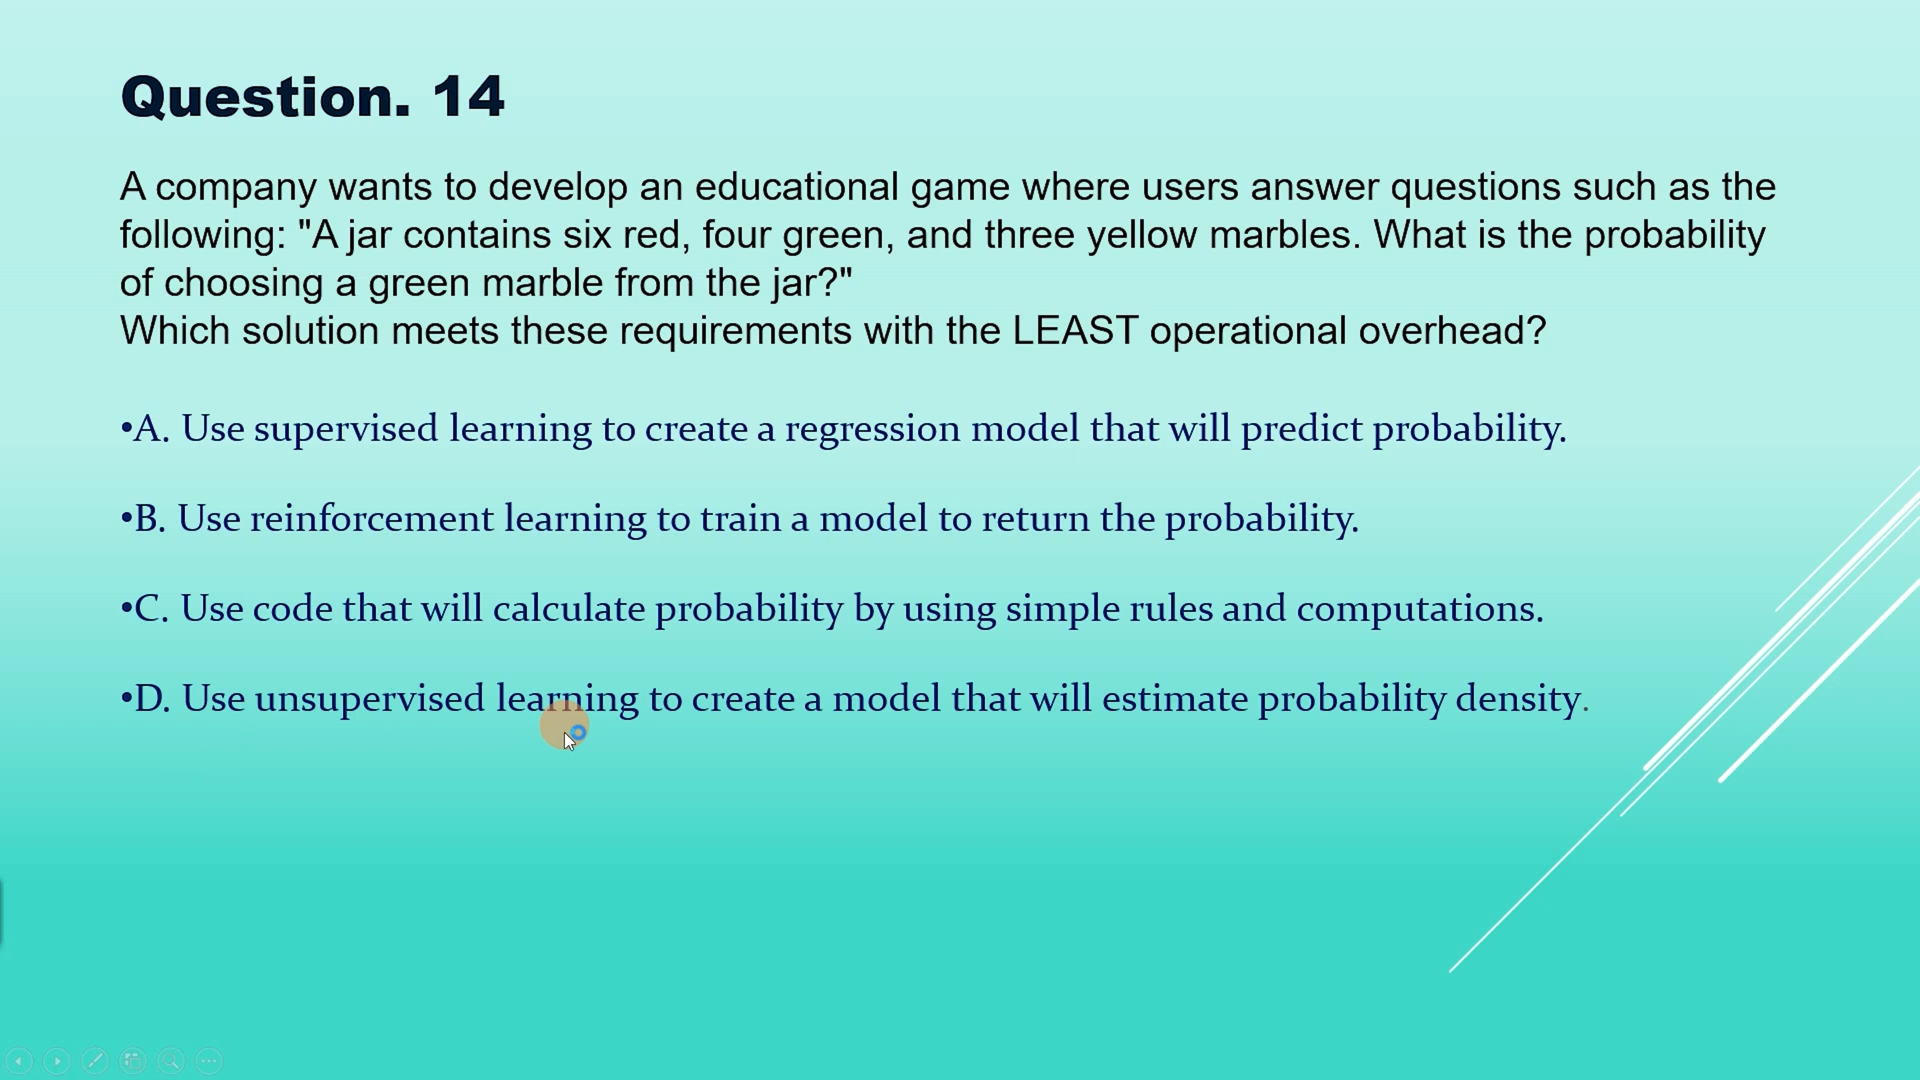 Question. 14
A company wants to develop an educational game where users answer questions such as the
following: "A jar contains six red, four green, and three yellow marbles. What is the probability
of choosing a green marble from the jar?"
Which solution meets these requirements with the LEAST operational overhead?
•A. Use supervised learning to create a regression model that will predict probability.
•B. Use reinforcement learning to train a model to return the probability.
•C. Use code that will calculate probability by using simple rules and computations.
•D. Use unsupervised learning to create a model that will estimate probability density.